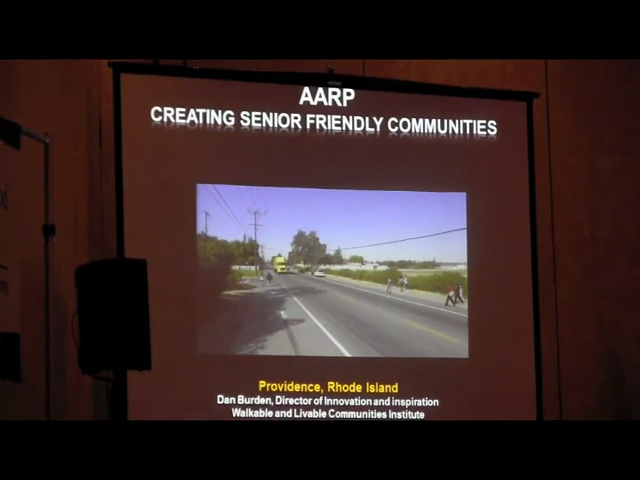 AARP
CREATING SENIOR FRIENDLY COMMUNITIES
Providence, Rhode Island
Dan Burden, Director of Innovation and inspiration
Walkable and Livable Communities Institute